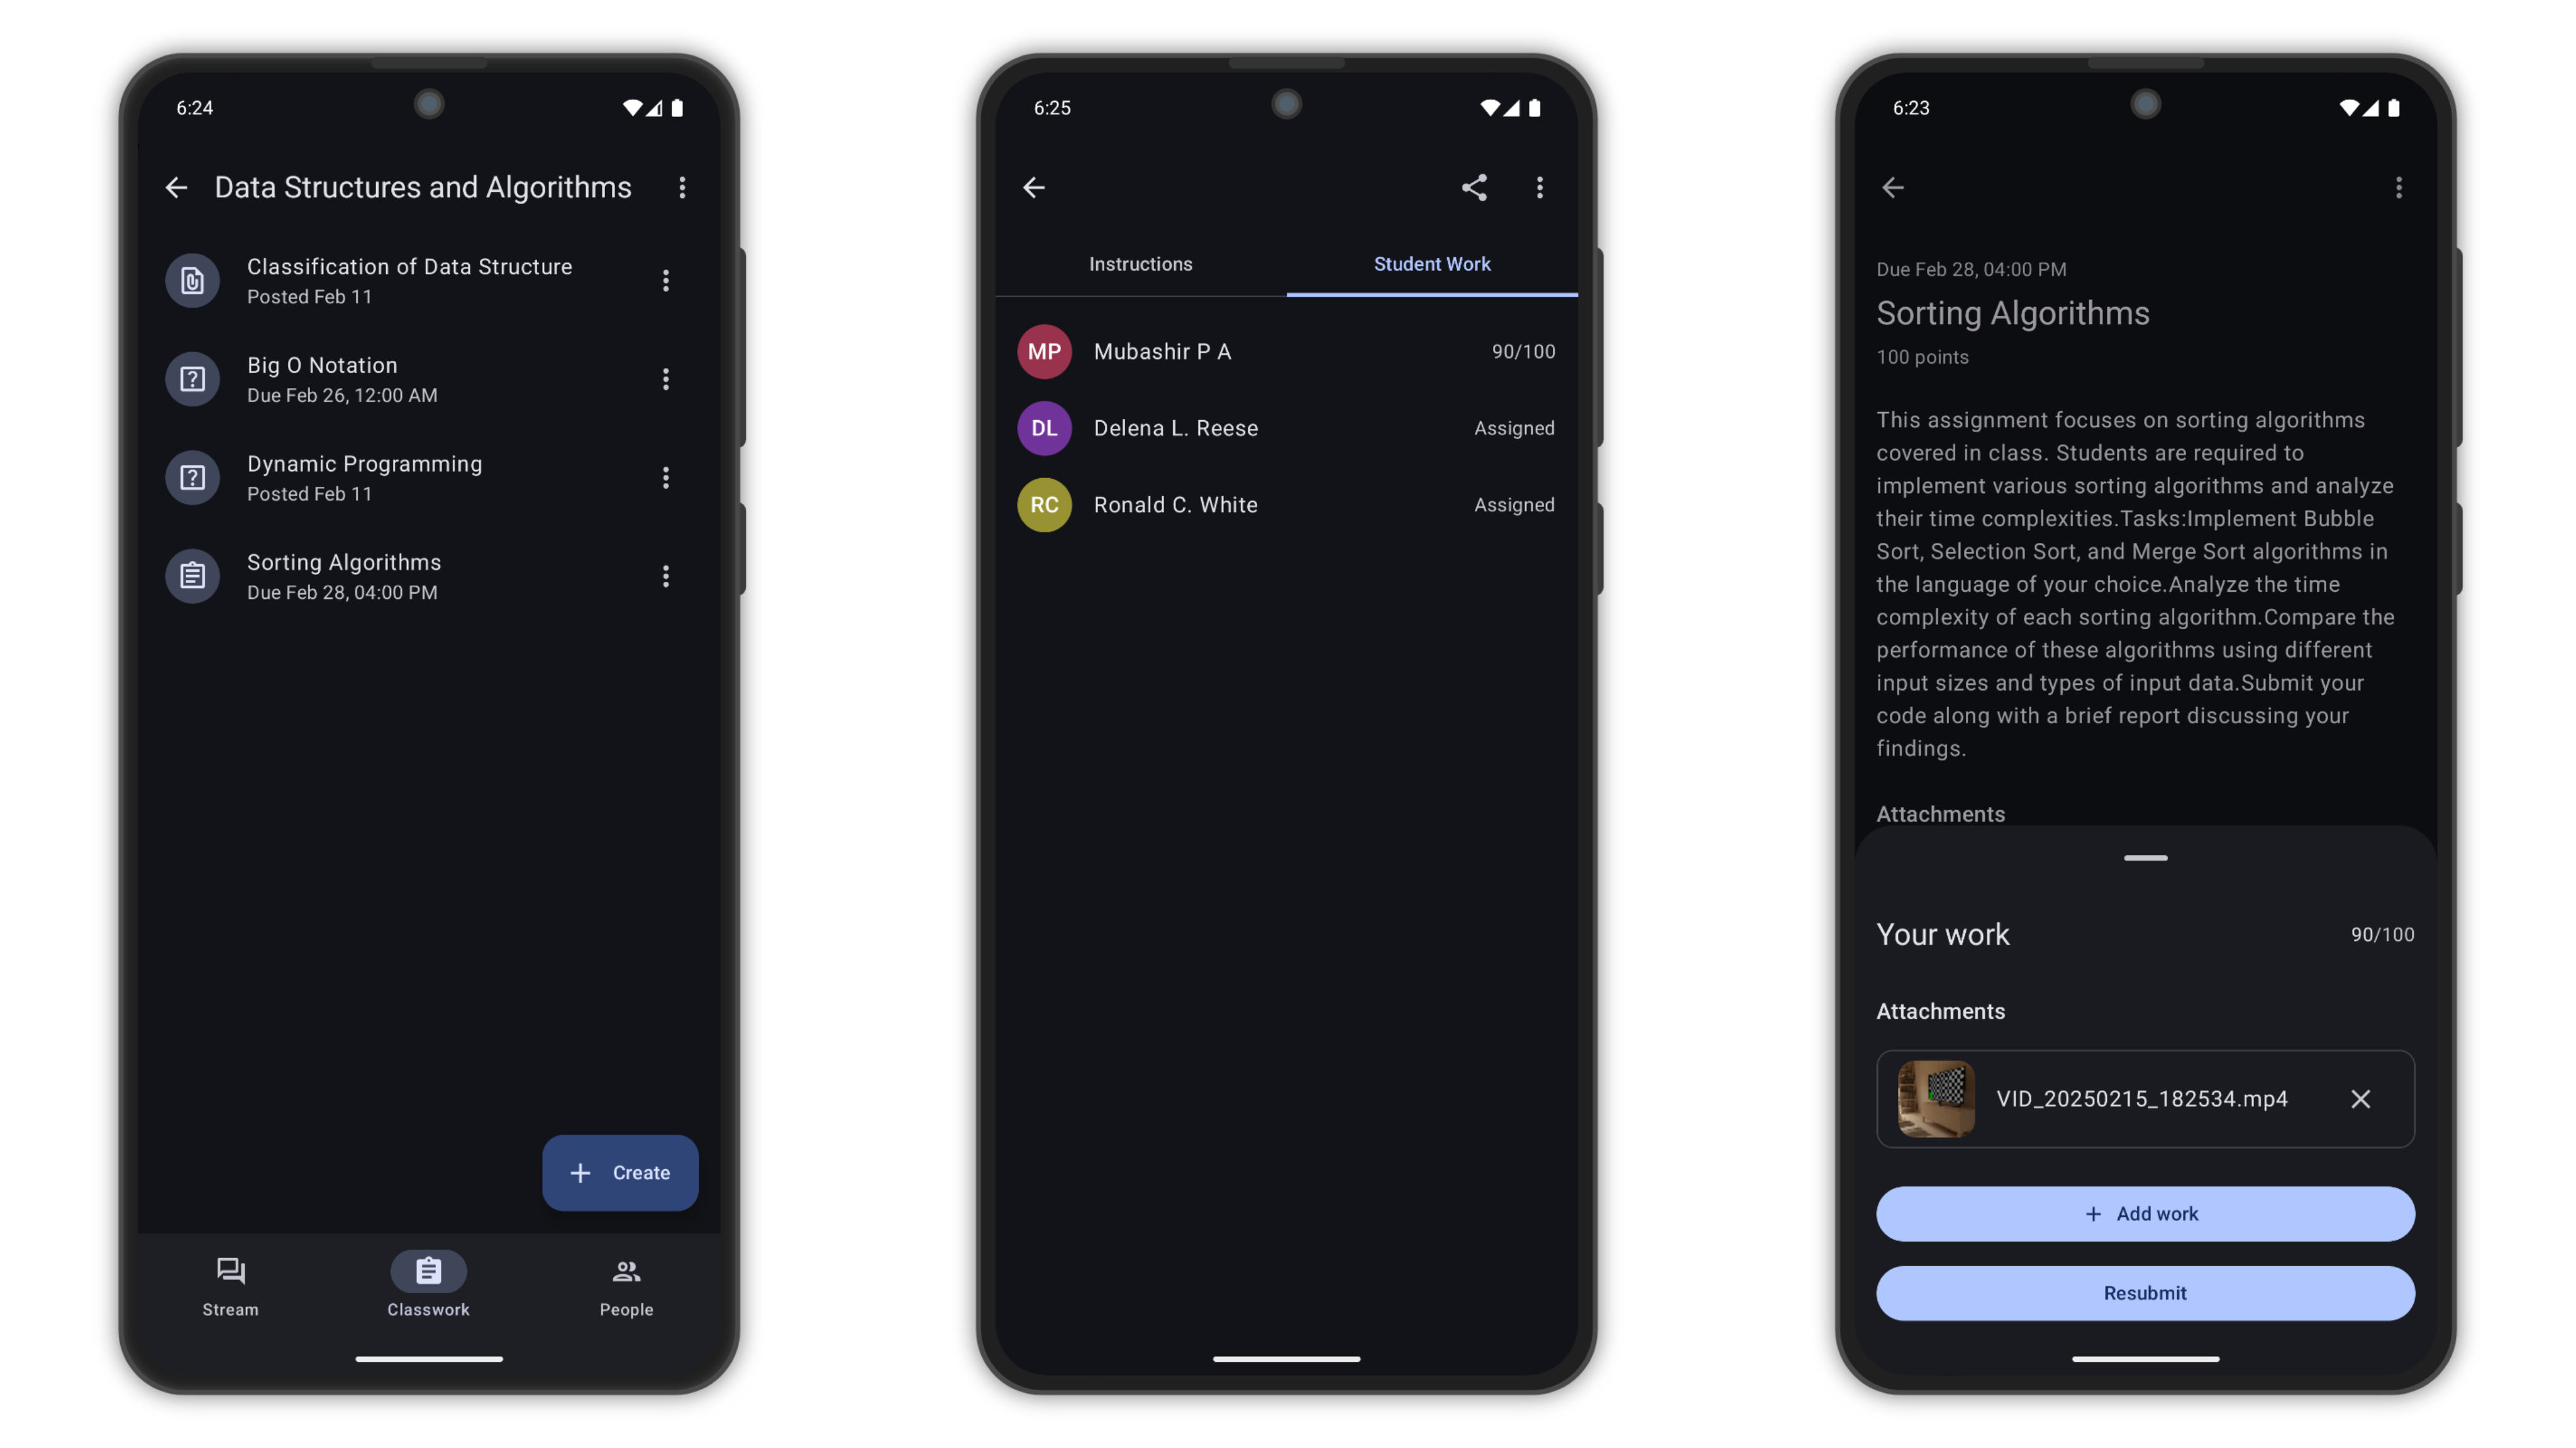 6:24
Data Structures and Algorithms
Classification of Data Structure
Posted Feb 11
Big O Notation
Due Feb 26, 12:00 AM
Dynamic Programming
Posted Feb 11
Sorting Algorithms
Due Feb 28, 04:00 PM
+ Create
Stream
Classwork
People
6:25
Instructions
Student Work
MP Mubashir P A 90/100
DL Delena L. Reese Assigned
RC Ronald C. White Assigned
6:23
Due Feb 28, 04:00 PM
Sorting Algorithms
100 points
This assignment focuses on sorting algorithms
covered in class. Students are required to
implement various sorting algorithms and analyze
their time complexities.Tasks:Implement Bubble
Sort, Selection Sort, and Merge Sort algorithms in
the language of your choice.Analyze the time
complexity of each sorting algorithm.Compare the
performance of these algorithms using different
input sizes and types of input data.Submit your
code along with a brief report discussing your
findings.
Attachments
Your work 90/100
Attachments
VID_20250215_182534.mp4
+ Add work
Resubmit